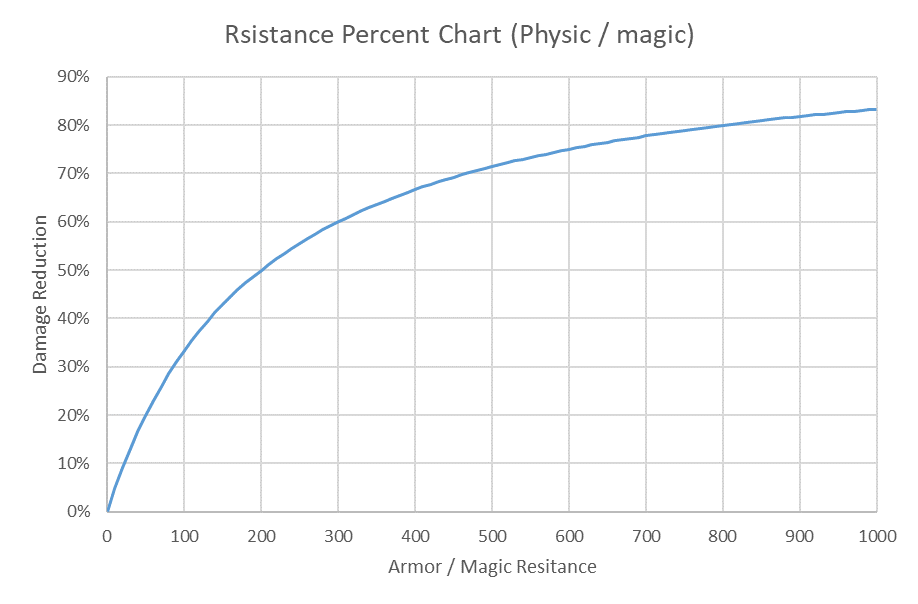 Rsistance Percent Chart (Physic / magic)
90%
80%
70%
60%
50%
40%
30%
20%
10%
0%
Damage Reduction
0 100 200 300 400 500 600 700 800 900 1000
Armor / Magic Resitance